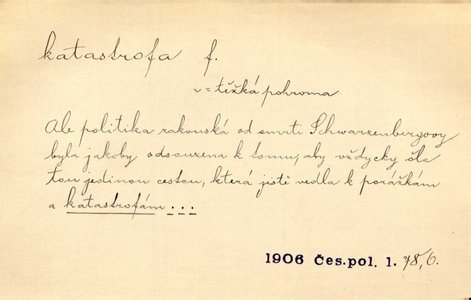 katastrofa f.
v = těžká pohroma
Ale politika rakouská od smrti Schwarzenbergovy
byla jakoby odsouzena k tomu, aby vždycky šla
tou jedinou cestou, která jistě vedla k porážkám
a katastrofám ...
1906 Čes.pol. 1. 78,6.